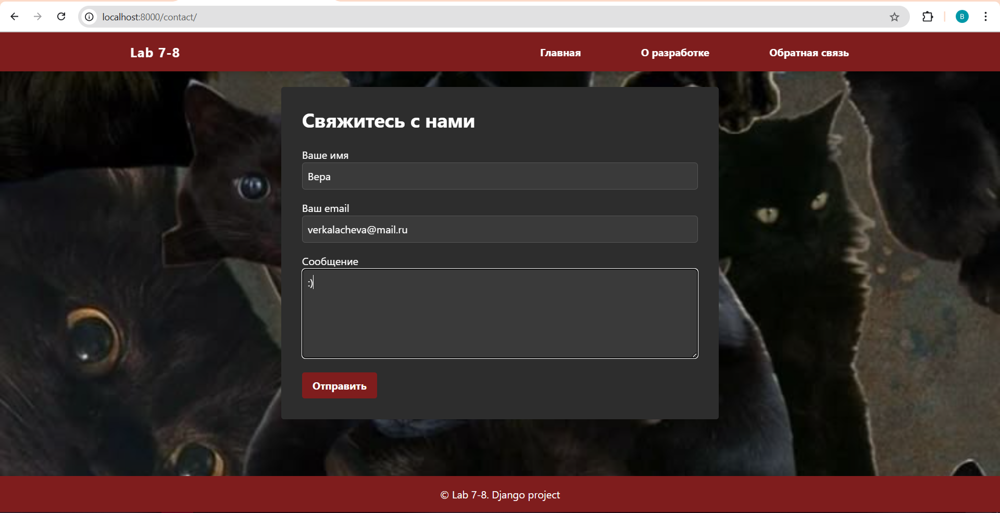 localhost:8000/contact/
B
Lab 7-8
Главная
О разработке
Обратная связь
Свяжитесь с нами
Ваше имя
Вера
Ваш email
verkalacheva@mail.ru
Сообщение
:)
Отправить
© Lab 7-8. Django project